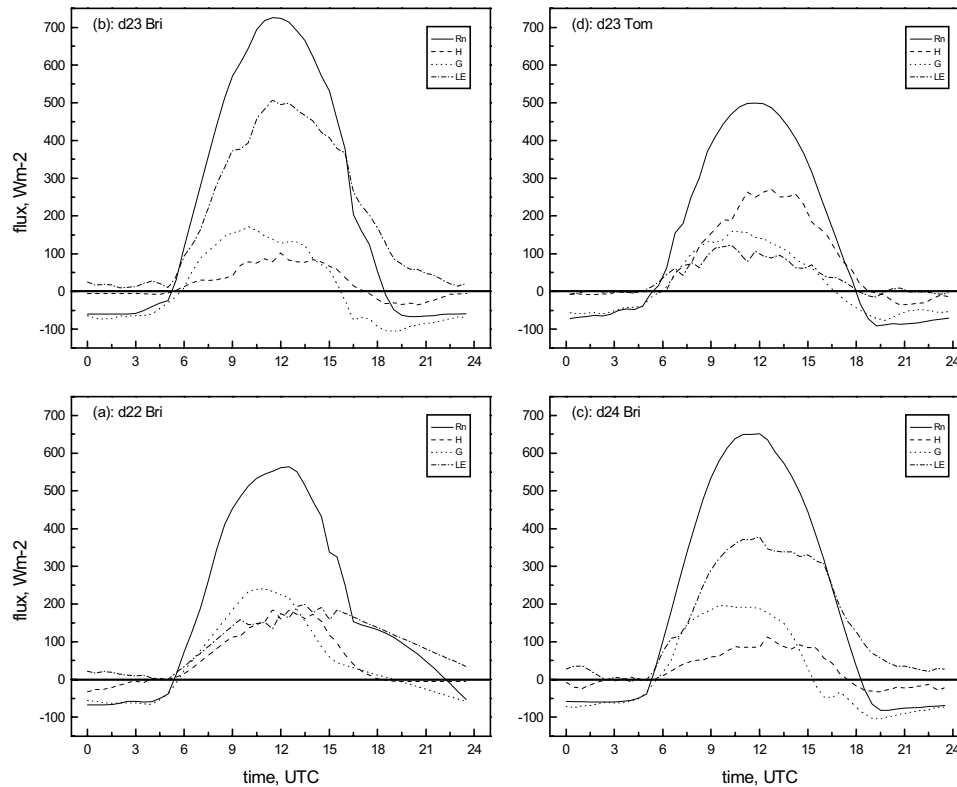 (b): d23 Bri
Rn
H
G
LE
flux, Wm-2
700
600
500
400
300
200
100
0
-100
0 3 6 9 12 15 18 21 24
(d): d23 Tom
Rn
H
G
LE
700
600
500
400
300
200
100
0
-100
0 3 6 9 12 15 18 21 24
(a): d22 Bri
Rn
H
G
LE
flux, Wm-2
700
600
500
400
300
200
100
0
-100
0 3 6 9 12 15 18 21 24
time, UTC
(c): d24 Bri
Rn
H
G
LE
700
600
500
400
300
200
100
0
-100
0 3 6 9 12 15 18 21 24
time, UTC